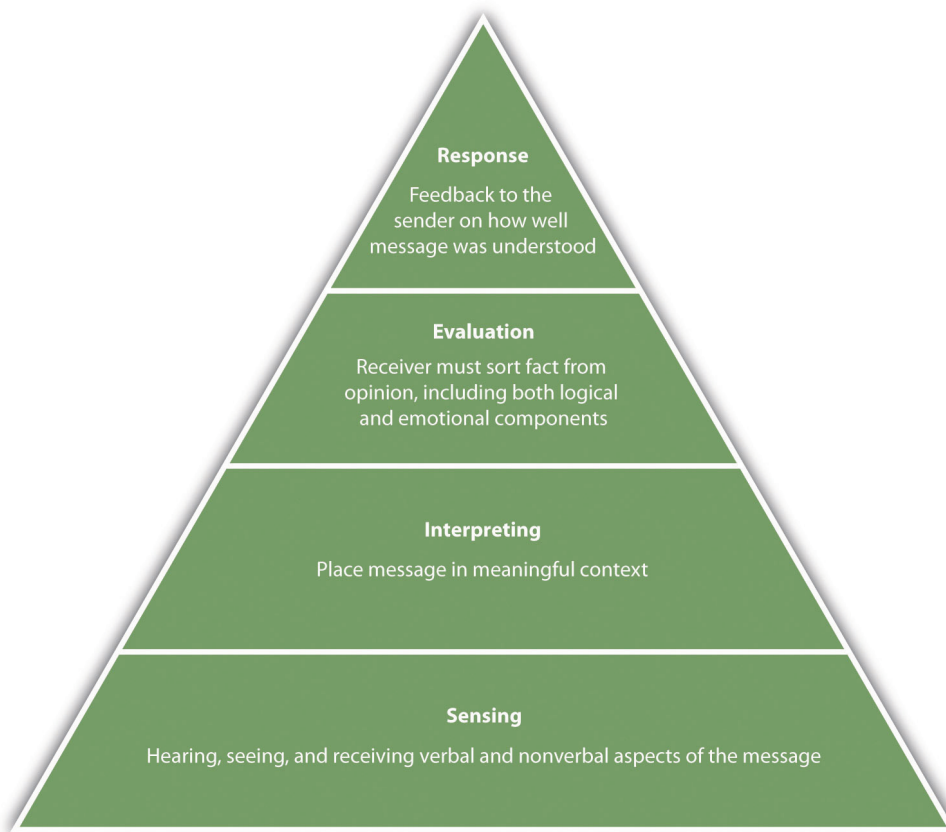 Response
Feedback to the
sender on how well
message was understood
Evaluation
Receiver must sort fact from
opinion, including both logical
and emotional components
Interpreting
Place message in meaningful context
Sensing
Hearing, seeing, and receiving verbal and nonverbal aspects of the message